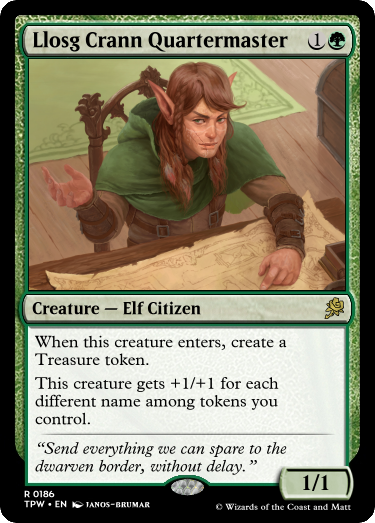 Llosg Crann Quartermaster 1
Creature — Elf Citizen
When this creature enters, create a
Treasure token.
This creature gets +1/+1 for each
different name among tokens you
control.
“Send everything we can spare to the
dwarven border, without delay.”
1/1
R 0186
TPW • EN JANOS-BRUMAR
© Wizards of the Coast and Matt